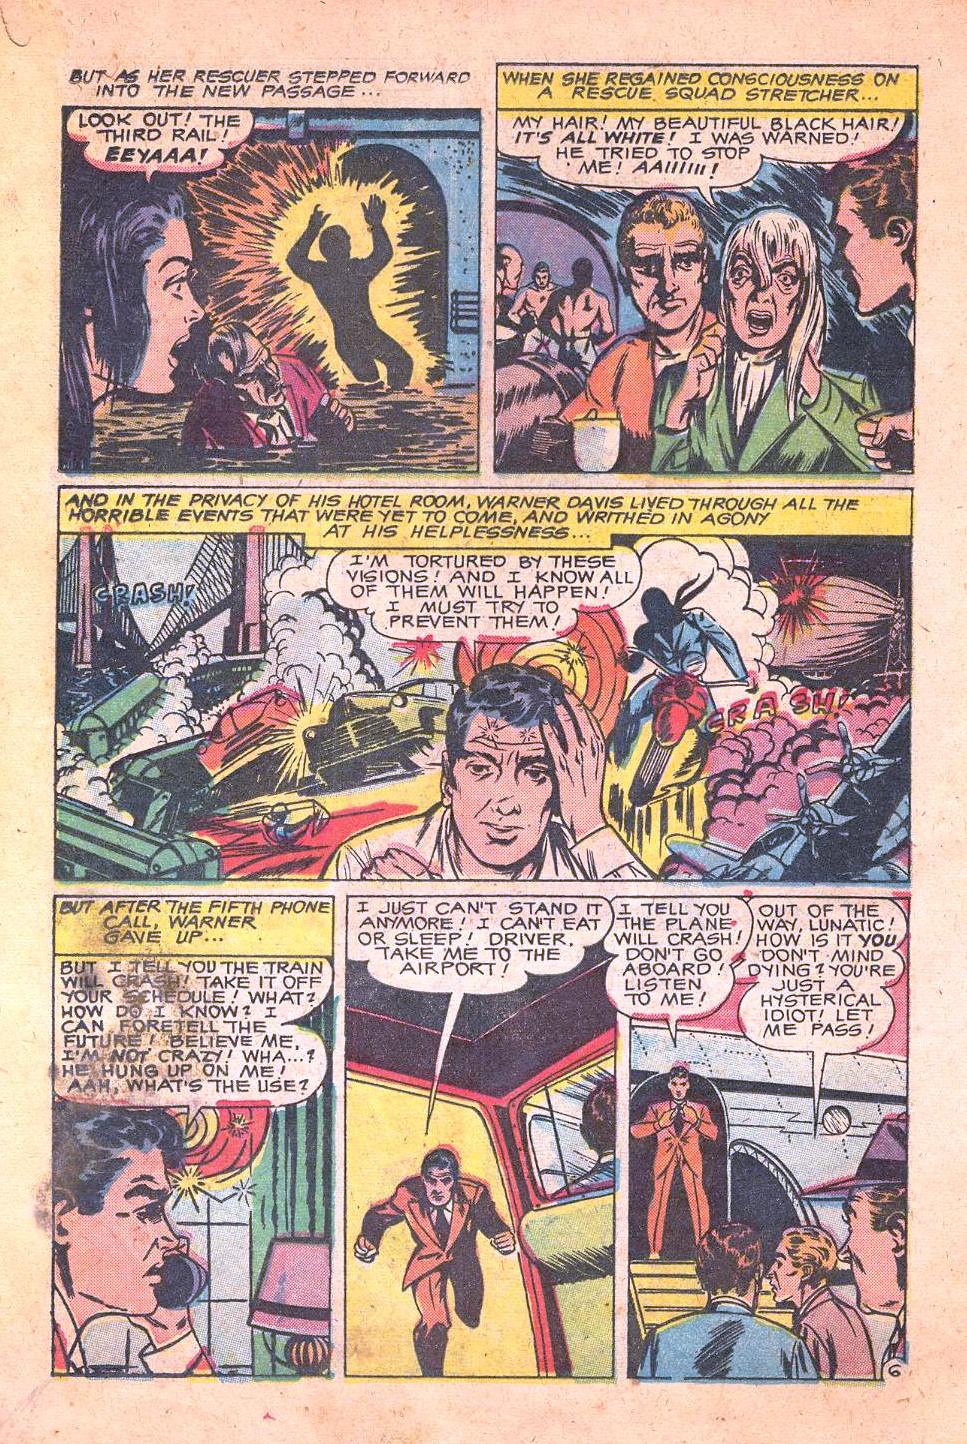 BUT AS HER RESCUER STEPPED FORWARD
INTO THE NEW PASSAGE...
LOOK OUT! THE
THIRD RAIL!
EEYAAA!
WHEN SHE REGAINED CONSCIOUSNESS ON
A RESCUE SQUAD STRETCHER...
MY HAIR! MY BEAUTIFUL BLACK HAIR!
IT'S ALL WHITE! I WAS WARNED!
HE TRIED TO STOP
ME! AAIIIIII!
AND IN THE PRIVACY OF HIS HOTEL ROOM, WARNER DAVIS LIVED THROUGH ALL THE
HORRIBLE EVENTS THAT WERE YET TO COME, AND WRITHED IN AGONY
AT HIS HELPLESSNESS...
CRASH!
I'M TORTURED BY THESE
VISIONS! AND I KNOW ALL
OF THEM WILL HAPPEN!
I MUST TRY TO
PREVENT THEM!
CRASH!
BUT AFTER THE FIFTH PHONE
CALL, WARNER
GAVE UP...
BUT I TELL YOU THE TRAIN
WILL CRASH! TAKE IT OFF
YOUR SCHEDULE! WHAT?
HOW DO I KNOW? I
CAN FORETELL THE
FUTURE! BELIEVE ME,
I'M NOT CRAZY! WHA...?
HE HUNG UP ON ME!
AAH, WHAT'S THE USE?
I JUST CAN'T STAND IT
ANYMORE! I CAN'T EAT
OR SLEEP! DRIVER,
TAKE ME TO THE
AIRPORT!
I TELL YOU
THE PLANE
WILL CRASH!
DON'T GO
ABOARD!
LISTEN
TO ME!
OUT OF THE
WAY, LUNATIC!
HOW IS IT YOU
DON'T MIND
DYING? YOU'RE
JUST A
HYSTERICAL
IDIOT! LET
ME PASS!
6